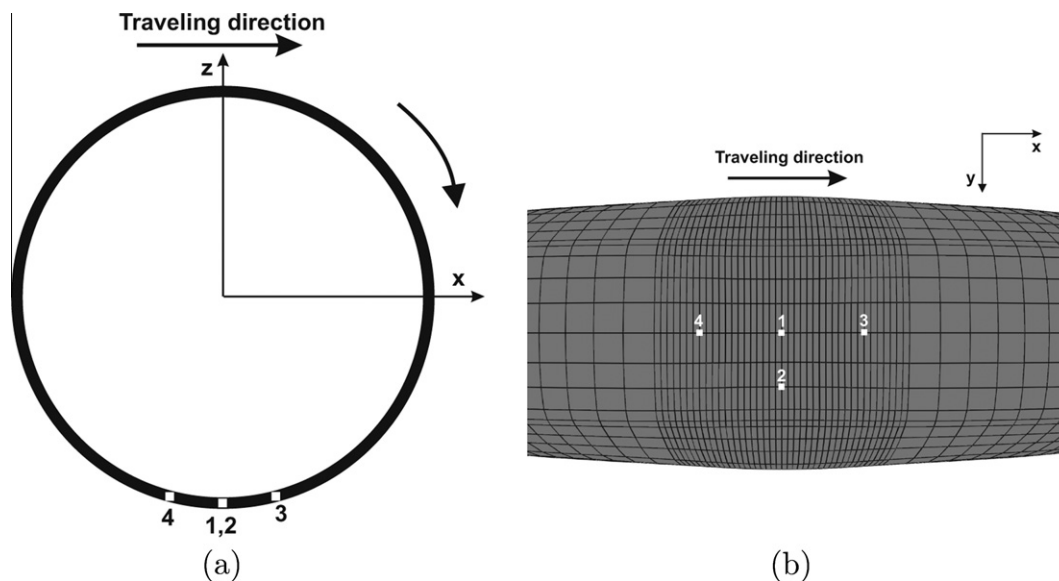 Traveling direction
z
x
4
1,2
3
(a)
x
y
Traveling direction
4
1
3
2
(b)